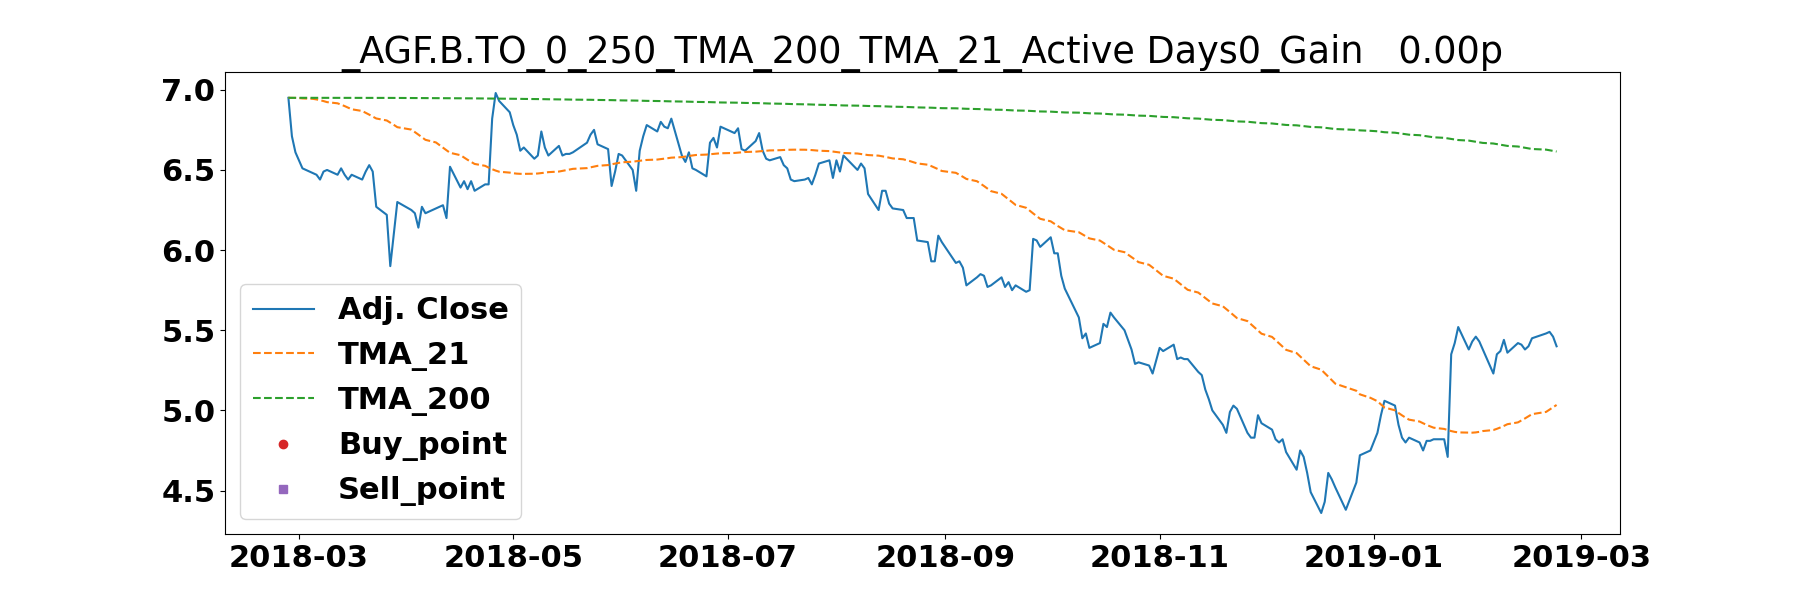 _AGF.B.TO_0_250_TMA_200_TMA_21_Active Days0_Gain   0.00p
7.0
6.5
6.0
5.5
5.0
4.5
Adj. Close
TMA_21
TMA_200
Buy_point
Sell_point
2018-03 2018-05 2018-07 2018-09 2018-11 2019-01 2019-03